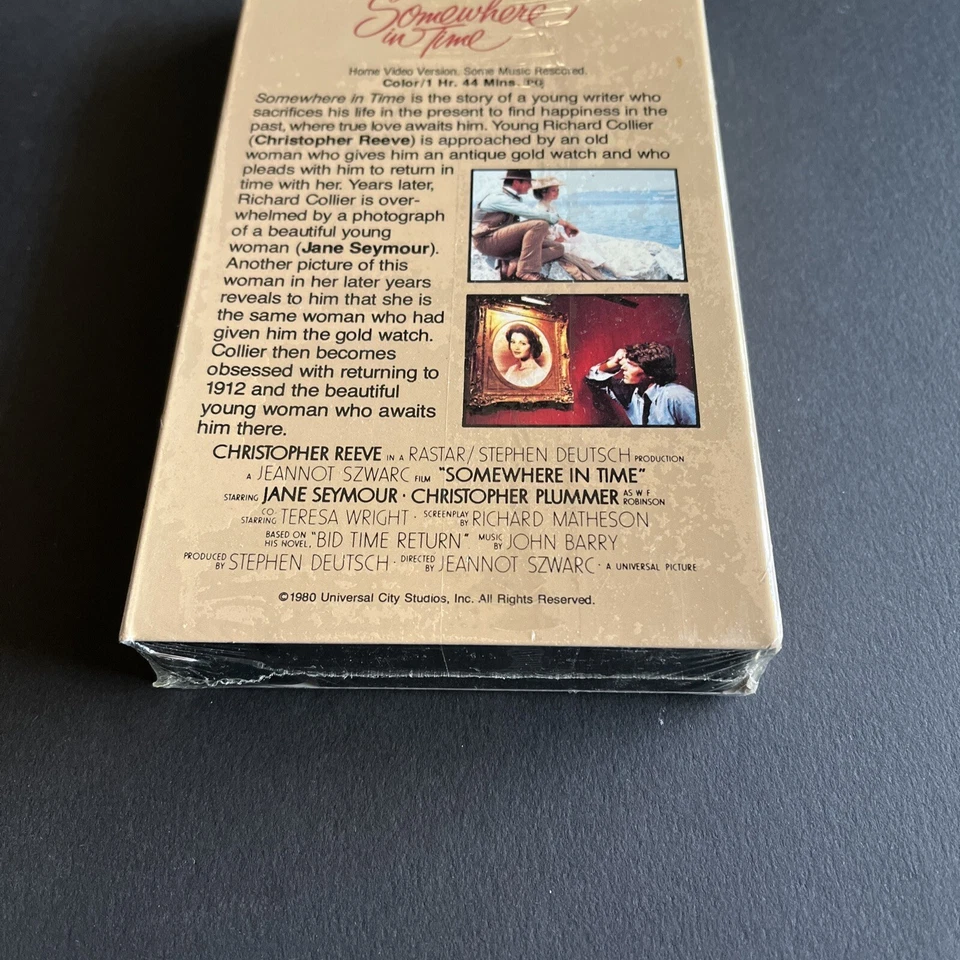 Somewhere
in Time
Home Video Version. Some Music Rescored.
Color/1 Hr. 44 Mins. PG
Somewhere in Time is the story of a young writer who
sacrifices his life in the present to find happiness in the
past, where true love awaits him. Young Richard Collier
(Christopher Reeve) is approached by an old
woman who gives him an antique gold watch and who
pleads with him to return in
time with her. Years later,
Richard Collier is over-
whelmed by a photograph
of a beautiful young
woman (Jane Seymour).
Another picture of this
woman in her later years
reveals to him that she is
the same woman who had
given him the gold watch.
Collier then becomes
obsessed with returning to
1912 and the beautiful
young woman who awaits
him there.
CHRISTOPHER REEVE IN A RASTAR/STEPHEN DEUTSCH PRODUCTION
A JEANNOT SZWARC FILM "SOMEWHERE IN TIME"
STARRING JANE SEYMOUR · CHRISTOPHER PLUMMER AS W F ROBINSON
CO-STARRING TERESA WRIGHT · SCREENPLAY BY RICHARD MATHESON
BASED ON HIS NOVEL, "BID TIME RETURN" MUSIC BY JOHN BARRY
PRODUCED BY STEPHEN DEUTSCH · DIRECTED BY JEANNOT SZWARC · A UNIVERSAL PICTURE
©1980 Universal City Studios, Inc. All Rights Reserved.